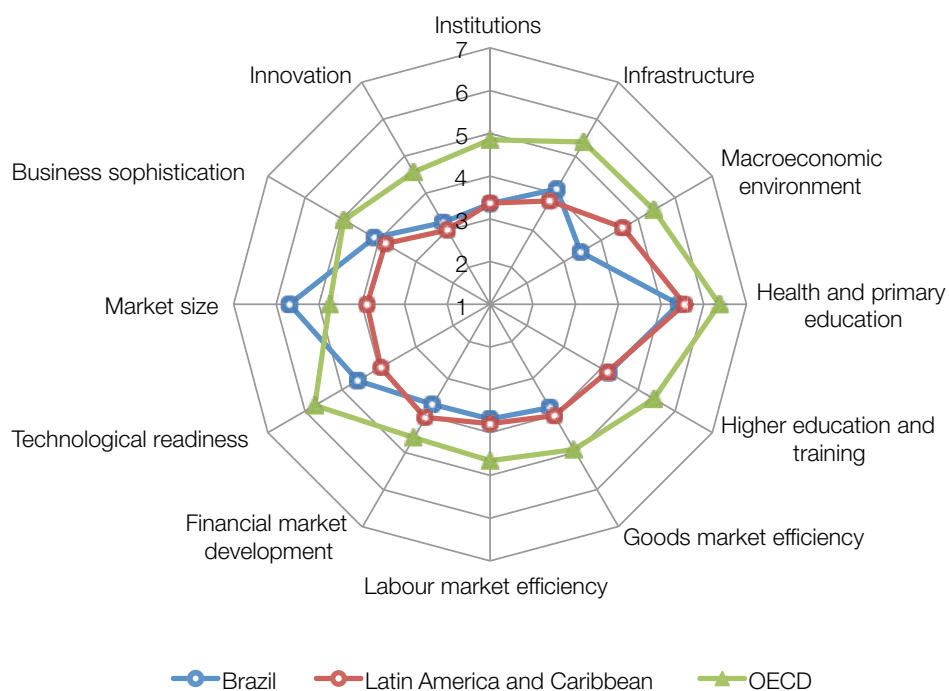 Institutions
7
Innovation
Infrastructure
6
5
Business sophistication
Macroeconomic
environment
4
3
2
Market size
1
Health and primary
education
Technological readiness
Higher education and
training
Financial market
development
Goods market efficiency
Labour market efficiency
Brazil
Latin America and Caribbean
OECD